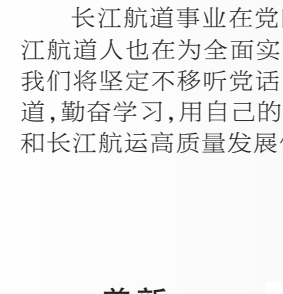 长江航道事业在党
江航道人也在为全面实
我们将坚定不移听党话
道,勤奋学习,用自己的
和长江航运高质量发展